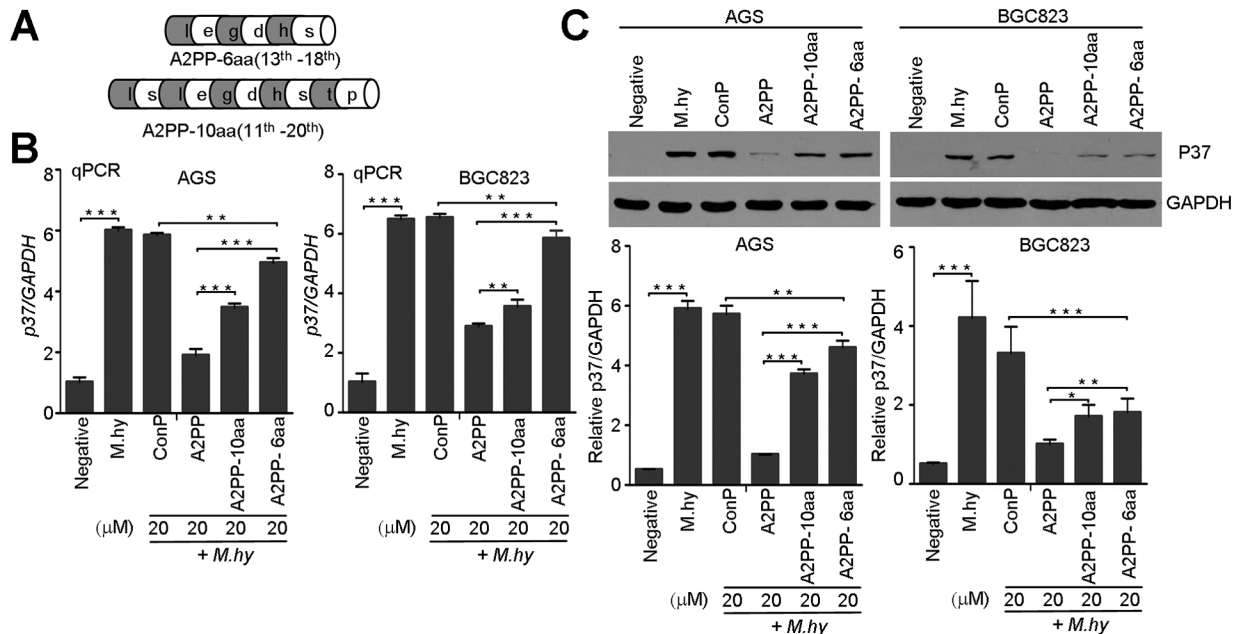 A
l e g d h s
A2PP-6aa(13th -18th)
l s l e g d h s t p
A2PP-10aa(11th -20th)
B
qPCR
AGS
p37/GAPDH
8
6
4
2
0
* * *
* *
* * *
* * *
Negative
M.hy
ConP
A2PP
A2PP-10aa
A2PP- 6aa
(μM) 20 20 20 20
+ M.hy
qPCR
BGC823
p37/GAPDH
8
6
4
2
0
* * *
* *
* * *
* *
Negative
M.hy
ConP
A2PP
A2PP-10aa
A2PP- 6aa
20 20 20 20
+ M.hy
C
AGS
BGC823
Negative
M.hy
ConP
A2PP
A2PP-10aa
A2PP- 6aa
Negative
M.hy
ConP
A2PP
A2PP-10aa
A2PP- 6aa
P37
GAPDH
AGS
Relative p37/GAPDH
8
6
4
2
0
* * *
* *
* * *
* * *
Negative
M.hy
ConP
A2PP
A2PP-10aa
A2PP- 6aa
(μM) 20 20 20 20
+ M.hy
BGC823
Relative p37/GAPDH
6
4
2
0
* * *
* * *
* *
*
Negative
M.hy
ConP
A2PP
A2PP-10aa
A2PP- 6aa
(μM) 20 20 20 20
+ M.hy